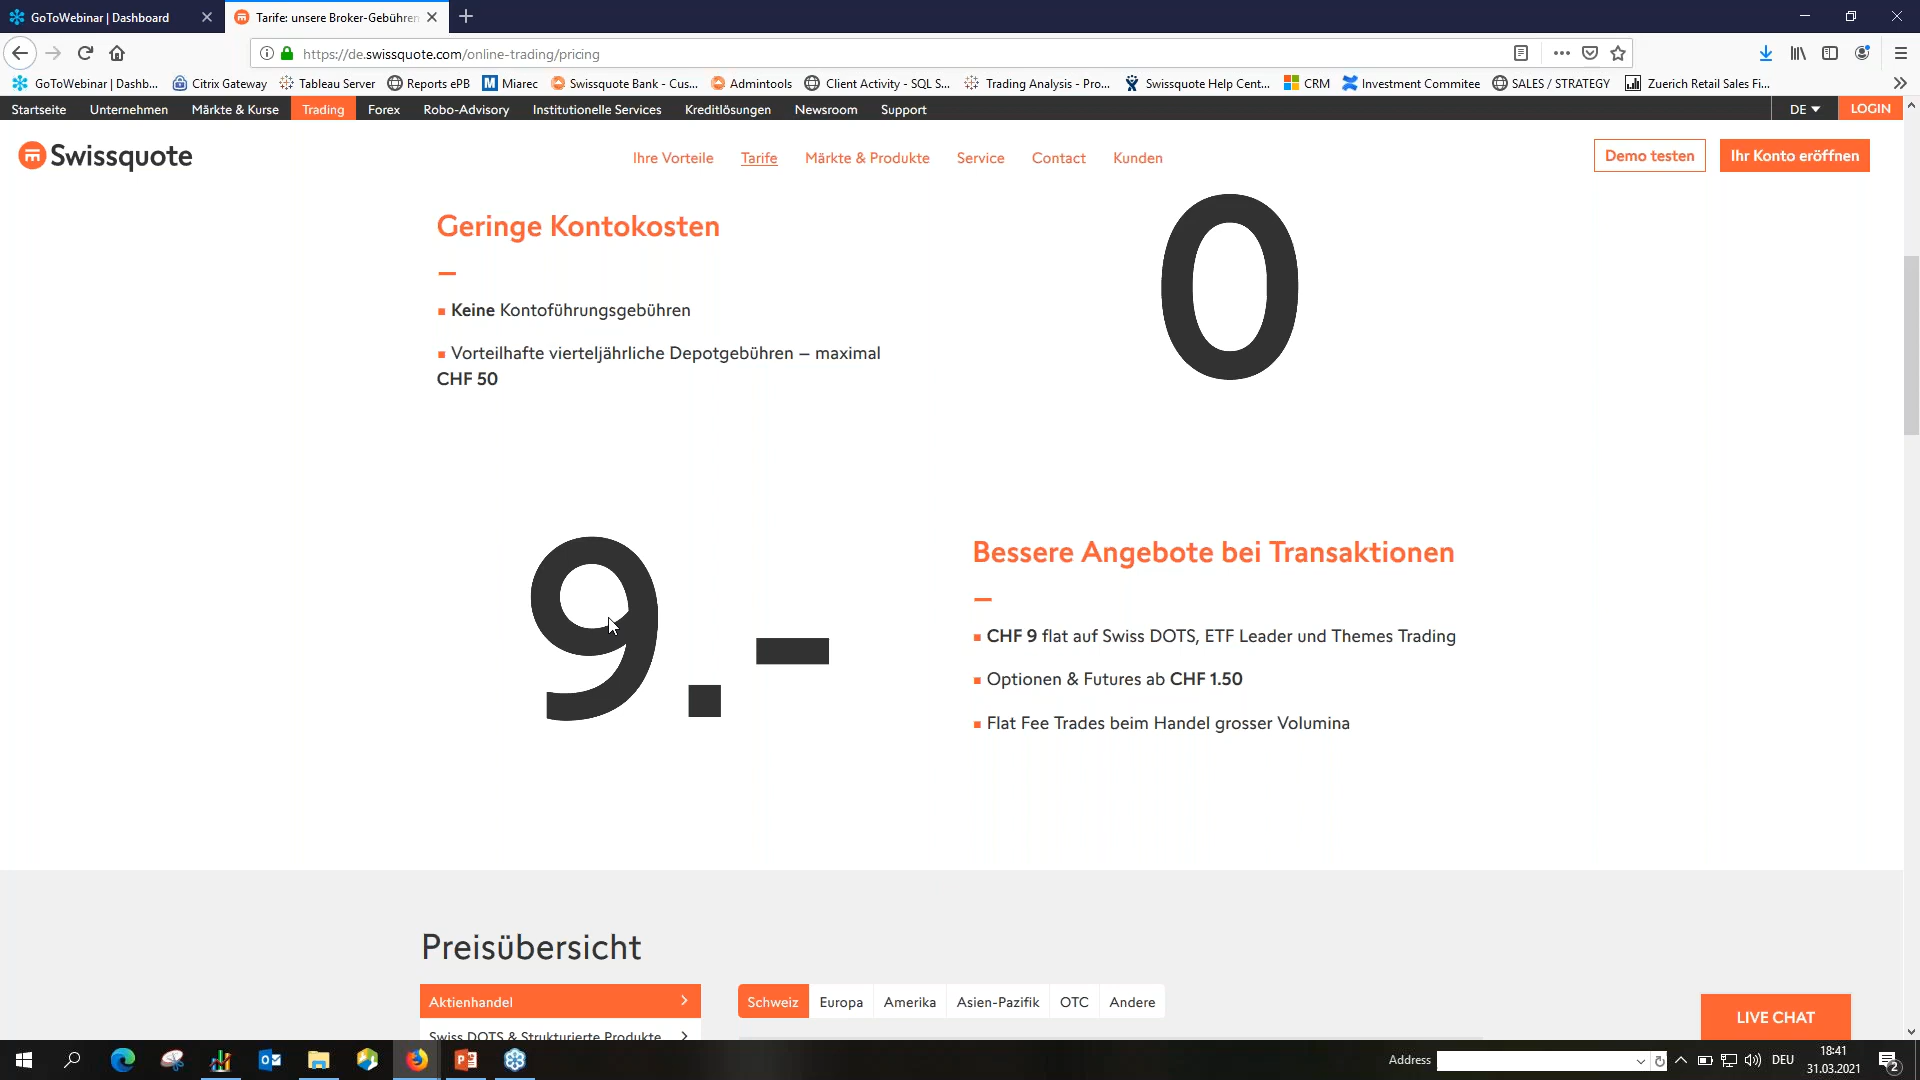 GoToWebinar | Dashboard
Tarife: unsere Broker-Gebühren
https://de.swissquote.com/online-trading/pricing
GoToWebinar | Dashb...
Citrix Gateway
Tableau Server
Reports ePB
Miarec
Swissquote Bank - Cus...
Admintools
Client Activity - SQL S...
Trading Analysis - Pro...
Swissquote Help Cent...
CRM
Investment Commitee
SALES / STRATEGY
Zuerich Retail Sales Fi...
Startseite
Unternehmen
Märkte & Kurse
Trading
Forex
Robo-Advisory
Institutionelle Services
Kreditlösungen
Newsroom
Support
DE
LOGIN
Swissquote
Ihre Vorteile
Tarife
Märkte & Produkte
Service
Contact
Kunden
Demo testen
Ihr Konto eröffnen
Geringe Kontokosten
Keine Kontoführungsgebühren
Vorteilhafte vierteljährliche Depotgebühren – maximal
CHF 50
0
9.-
Bessere Angebote bei Transaktionen
CHF 9 flat auf Swiss DOTS, ETF Leader und Themes Trading
Optionen & Futures ab CHF 1.50
Flat Fee Trades beim Handel grosser Volumina
Preisübersicht
Aktienhandel
Swiss DOTS & Strukturierte Produkte
Schweiz
Europa
Amerika
Asien-Pazifik
OTC
Andere
LIVE CHAT
Address
DEU
18:41
31.03.2021
2